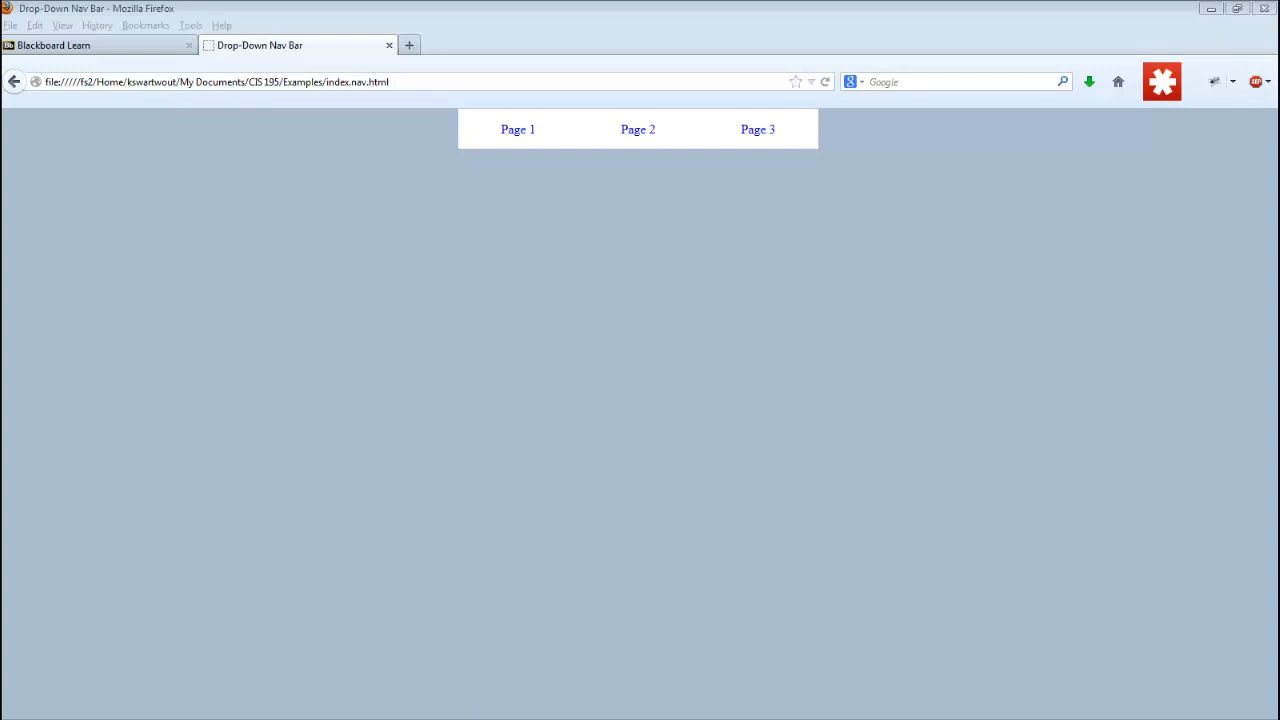 Drop-Down Nav Bar - Mozilla Firefox
File Edit View History Bookmarks Tools Help
Bb Blackboard Learn Drop-Down Nav Bar
file://///fs2/Home/kswartwout/My Documents/CIS 195/Examples/index.nav.html Google
Page 1 Page 2 Page 3